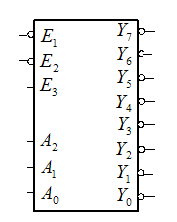 E₁ Y₇
E₂ Y₆
E₃ Y₅
Y₄
Y₃
A₂ Y₂
A₁ Y₁
A₀ Y₀